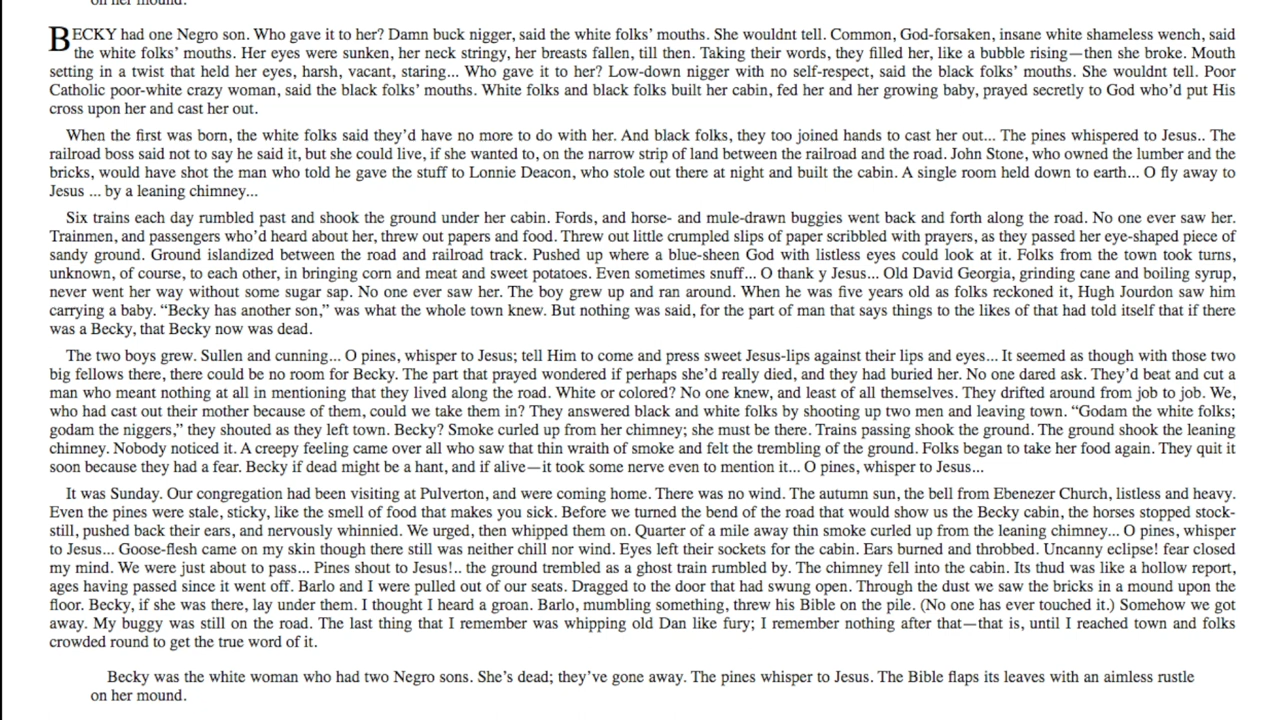 on her mound.
BECKY had one Negro son. Who gave it to her? Damn buck nigger, said the white folks’ mouths. She wouldnt tell. Common, God-forsaken, insane white shameless wench, said
the white folks’ mouths. Her eyes were sunken, her neck stringy, her breasts fallen, till then. Taking their words, they filled her, like a bubble rising—then she broke. Mouth
setting in a twist that held her eyes, harsh, vacant, staring... Who gave it to her? Low-down nigger with no self-respect, said the black folks’ mouths. She wouldnt tell. Poor
Catholic poor-white crazy woman, said the black folks’ mouths. White folks and black folks built her cabin, fed her and her growing baby, prayed secretly to God who’d put His
cross upon her and cast her out.
When the first was born, the white folks said they’d have no more to do with her. And black folks, they too joined hands to cast her out... The pines whispered to Jesus.. The
railroad boss said not to say he said it, but she could live, if she wanted to, on the narrow strip of land between the railroad and the road. John Stone, who owned the lumber and the
bricks, would have shot the man who told he gave the stuff to Lonnie Deacon, who stole out there at night and built the cabin. A single room held down to earth... O fly away to
Jesus ... by a leaning chimney...
Six trains each day rumbled past and shook the ground under her cabin. Fords, and horse- and mule-drawn buggies went back and forth along the road. No one ever saw her.
Trainmen, and passengers who’d heard about her, threw out papers and food. Threw out little crumpled slips of paper scribbled with prayers, as they passed her eye-shaped piece of
sandy ground. Ground islandized between the road and railroad track. Pushed up where a blue-sheen God with listless eyes could look at it. Folks from the town took turns,
unknown, of course, to each other, in bringing corn and meat and sweet potatoes. Even sometimes snuff... O thank y Jesus... Old David Georgia, grinding cane and boiling syrup,
never went her way without some sugar sap. No one ever saw her. The boy grew up and ran around. When he was five years old as folks reckoned it, Hugh Jourdon saw him
carrying a baby. “Becky has another son,” was what the whole town knew. But nothing was said, for the part of man that says things to the likes of that had told itself that if there
was a Becky, that Becky now was dead.
The two boys grew. Sullen and cunning... O pines, whisper to Jesus; tell Him to come and press sweet Jesus-lips against their lips and eyes... It seemed as though with those two
big fellows there, there could be no room for Becky. The part that prayed wondered if perhaps she’d really died, and they had buried her. No one dared ask. They’d beat and cut a
man who meant nothing at all in mentioning that they lived along the road. White or colored? No one knew, and least of all themselves. They drifted around from job to job. We,
who had cast out their mother because of them, could we take them in? They answered black and white folks by shooting up two men and leaving town. “Godam the white folks;
godam the niggers,” they shouted as they left town. Becky? Smoke curled up from her chimney; she must be there. Trains passing shook the ground. The ground shook the leaning
chimney. Nobody noticed it. A creepy feeling came over all who saw that thin wraith of smoke and felt the trembling of the ground. Folks began to take her food again. They quit it
soon because they had a fear. Becky if dead might be a hant, and if alive—it took some nerve even to mention it... O pines, whisper to Jesus...
It was Sunday. Our congregation had been visiting at Pulverton, and were coming home. There was no wind. The autumn sun, the bell from Ebenezer Church, listless and heavy.
Even the pines were stale, sticky, like the smell of food that makes you sick. Before we turned the bend of the road that would show us the Becky cabin, the horses stopped stock-
still, pushed back their ears, and nervously whinnied. We urged, then whipped them on. Quarter of a mile away thin smoke curled up from the leaning chimney... O pines, whisper
to Jesus... Goose-flesh came on my skin though there still was neither chill nor wind. Eyes left their sockets for the cabin. Ears burned and throbbed. Uncanny eclipse! fear closed
my mind. We were just about to pass... Pines shout to Jesus!.. the ground trembled as a ghost train rumbled by. The chimney fell into the cabin. Its thud was like a hollow report,
ages having passed since it went off. Barlo and I were pulled out of our seats. Dragged to the door that had swung open. Through the dust we saw the bricks in a mound upon the
floor. Becky, if she was there, lay under them. I thought I heard a groan. Barlo, mumbling something, threw his Bible on the pile. (No one has ever touched it.) Somehow we got
away. My buggy was still on the road. The last thing that I remember was whipping old Dan like fury; I remember nothing after that—that is, until I reached town and folks
crowded round to get the true word of it.
Becky was the white woman who had two Negro sons. She’s dead; they’ve gone away. The pines whisper to Jesus. The Bible flaps its leaves with an aimless rustle
on her mound.